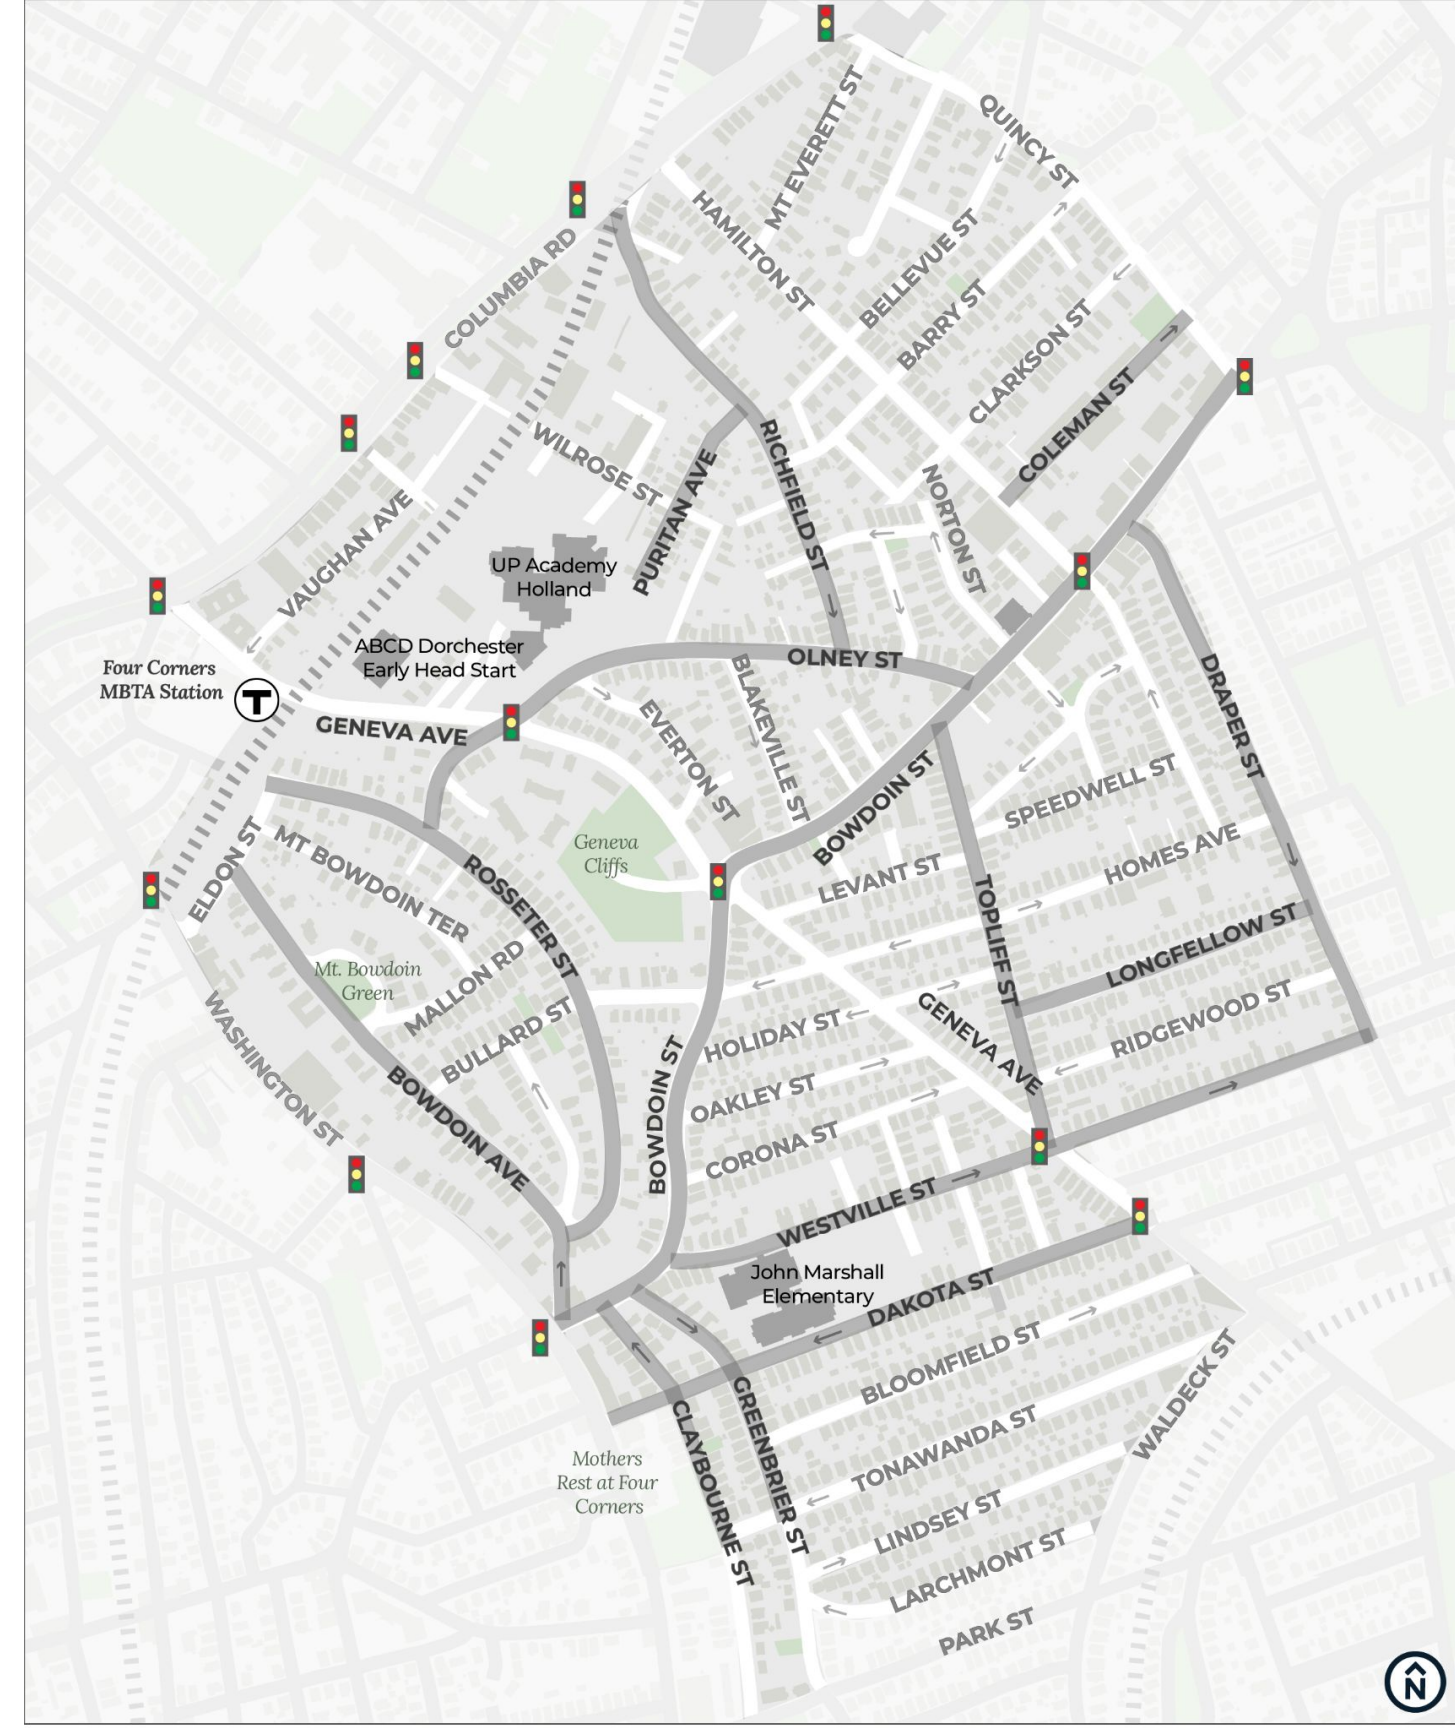 QUINCY ST
MT EVERETT ST
HAMILTON ST
COLUMBIA RD
BELLEVUE ST
BARRY ST
CLARKSON ST
COLEMAN ST
WILROSE ST
PURITAN AVE
RICHFIELD ST
NORTON ST
VAUGHAN AVE
UP Academy
Holland
ABCD Dorchester
Early Head Start
Four Corners
MBTA Station
T
GENEVA AVE
OLNEY ST
BLAKEVILLE ST
EVERTON ST
DRAPER ST
BOWDOIN ST
SPEEDWELL ST
HOMES AVE
LEVANT ST
TOPLIFF ST
LONGFELLOW ST
RIDGEWOOD ST
Geneva
Cliffs
ELDON ST
MT BOWDOIN TER
ROSSETER ST
Mt. Bowdoin
Green
MALLON RD
BULLARD ST
WASHINGTON ST
BOWDOIN AVE
BOWDOIN ST
HOLIDAY ST
GENEVA AVE
OAKLEY ST
CORONA ST
WESTVILLE ST
John Marshall
Elementary
DAKOTA ST
BLOOMFIELD ST
WALDECK ST
GREENBRIER ST
CLAYBOURNE ST
TONAWANDA ST
Mothers
Rest at Four
Corners
LINDSEY ST
LARCHMONT ST
PARK ST
N